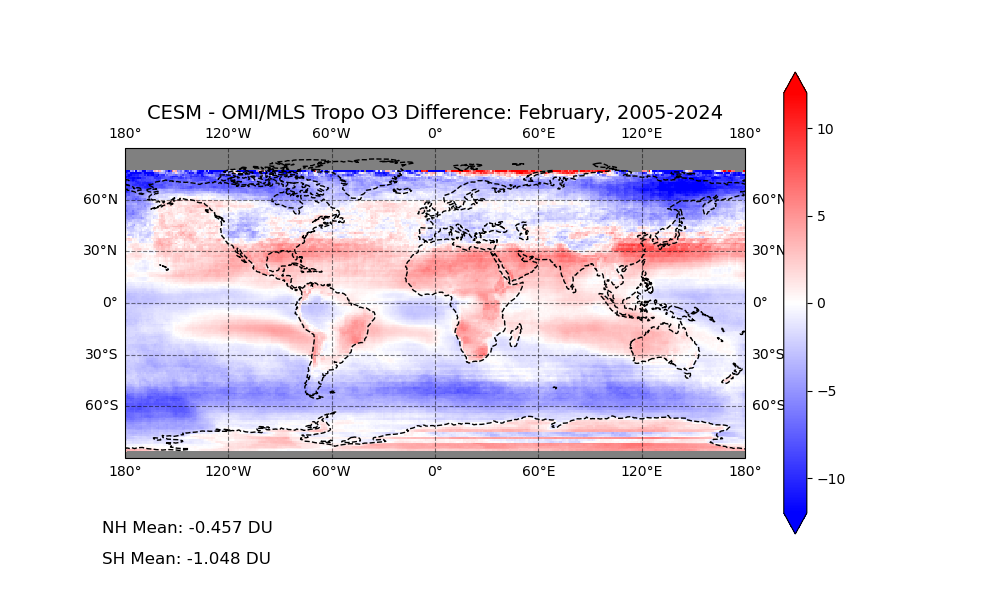 CESM - OMI/MLS Tropo O3 Difference: February, 2005-2024
180° 120°W 60°W 0° 60°E 120°E 180°
60°N 60°N
30°N 30°N
0° 0°
30°S 30°S
60°S 60°S
180° 120°W 60°W 0° 60°E 120°E 180°
10
5
0
−5
−10
NH Mean: -0.457 DU
SH Mean: -1.048 DU